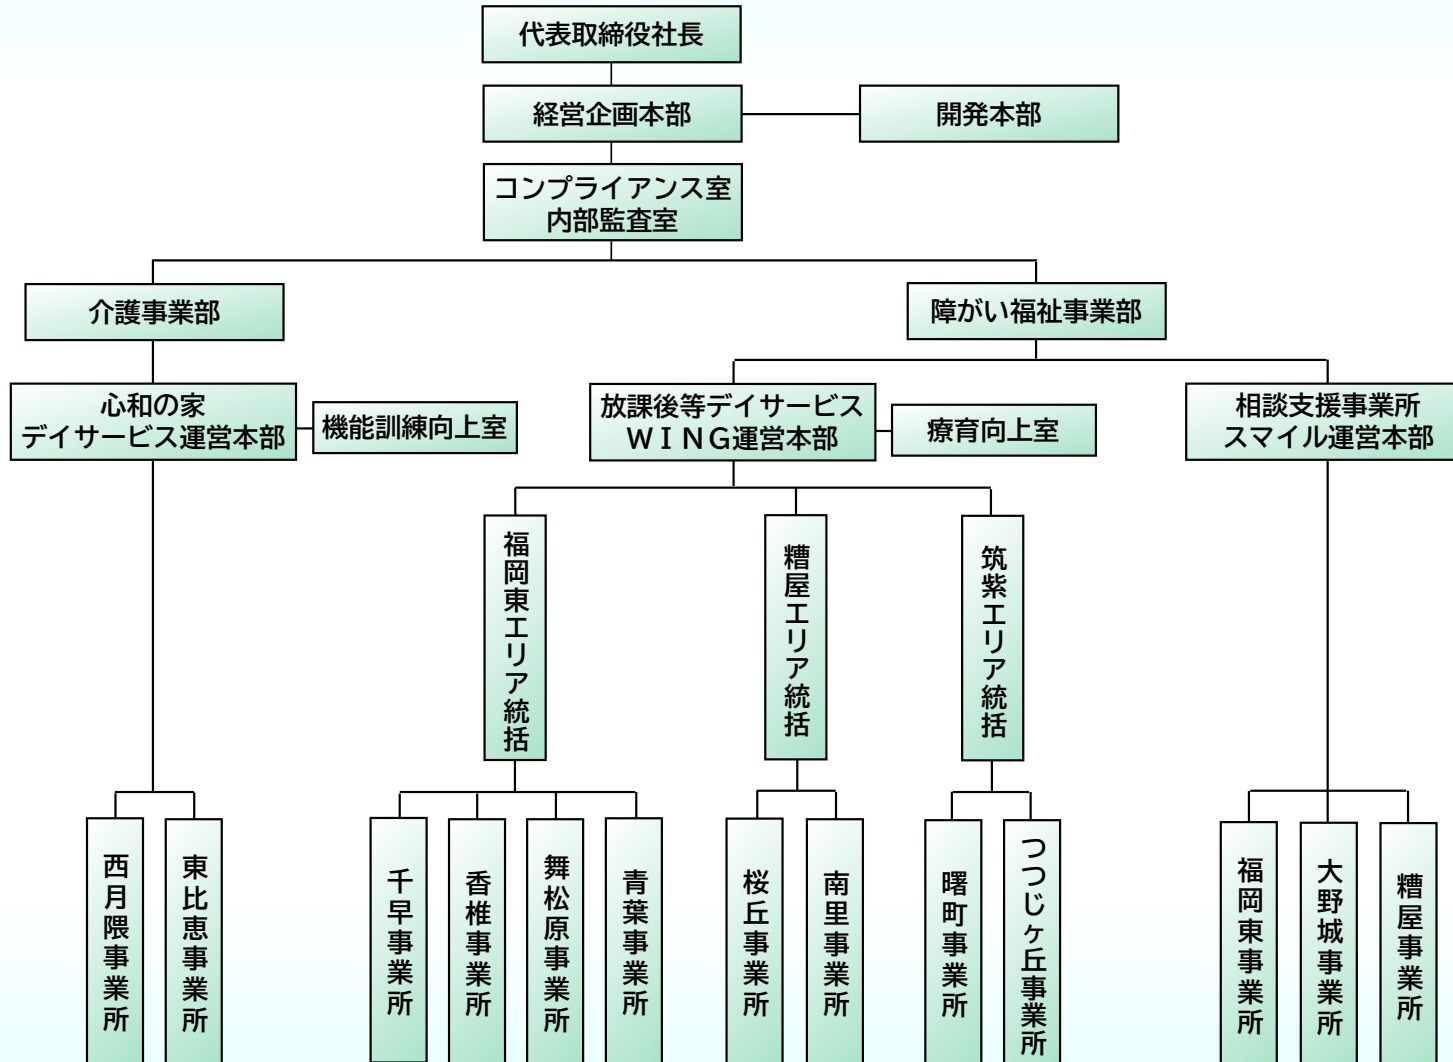 代表取締役社長
経営企画本部
開発本部
コンプライアンス室
内部監査室
介護事業部
障がい福祉事業部
心和の家
デイサービス運営本部
機能訓練向上室
放課後等デイサービス
ＷＩＮＧ運営本部
療育向上室
相談支援事業所
スマイル運営本部
福岡東エリア統括
糟屋エリア統括
筑紫エリア統括
西月隈事業所
東比恵事業所
千早事業所
香椎事業所
舞松原事業所
青葉事業所
桜丘事業所
南里事業所
曙町事業所
つつじヶ丘事業所
福岡東事業所
大野城事業所
糟屋事業所